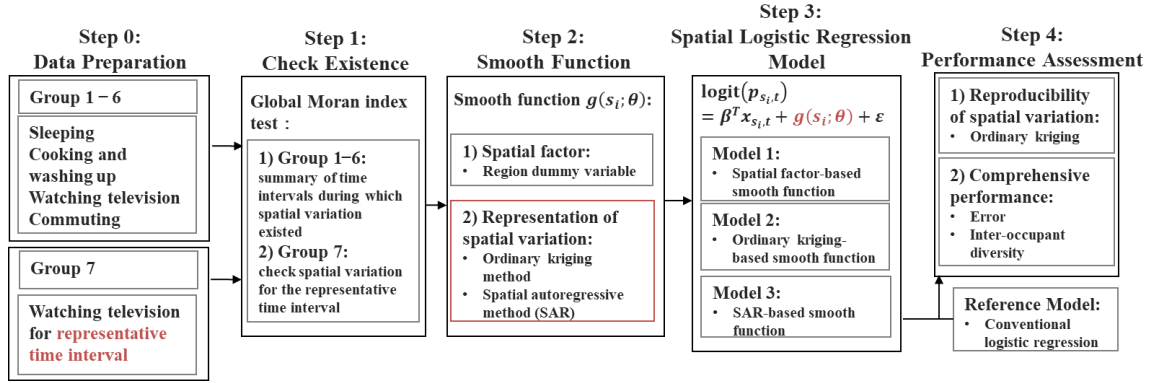 Step 0:
Data Preparation
Group 1 – 6
Sleeping
Cooking and
washing up
Watching television
Commuting
Group 7
Watching television
for representative
time interval
Step 1:
Check Existence
Global Moran index
test :
1) Group 1–6:
summary of time
intervals during which
spatial variation
existed
2) Group 7:
check spatial variation
for the representative
time interval
Step 2:
Smooth Function
Smooth function g(sᵢ; θ):
1) Spatial factor:
• Region dummy variable
2) Representation of
spatial variation:
• Ordinary kriging
method
• Spatial autoregressive
method (SAR)
Step 3:
Spatial Logistic Regression
Model
logit(p_{sᵢ,t})
= βᵀx_{sᵢ,t} + g(sᵢ; θ) + ε
Model 1:
• Spatial factor-based
smooth function
Model 2:
• Ordinary kriging-
based smooth function
Model 3:
• SAR-based smooth
function
Step 4:
Performance Assessment
1) Reproducibility
of spatial variation:
• Ordinary kriging
2) Comprehensive
performance:
• Error
• Inter-occupant
diversity
Reference Model:
• Conventional
logistic regression